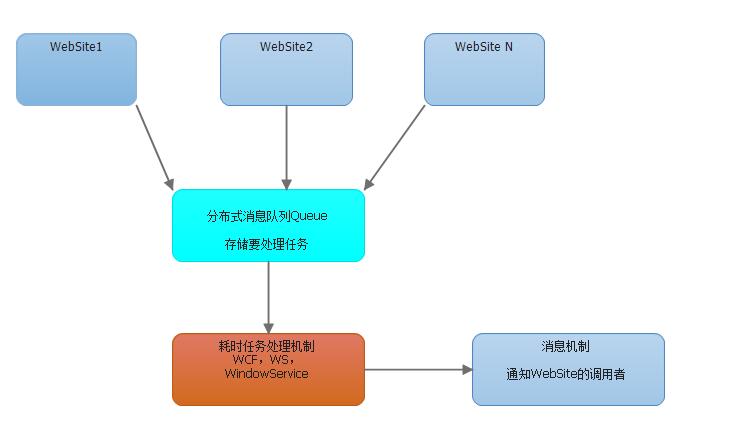 WebSite1
WebSite2
WebSite N
分布式消息队列Queue
存储要处理任务
耗时任务处理机制
WCF，WS，
WindowService
消息机制
通知WebSite的调用者